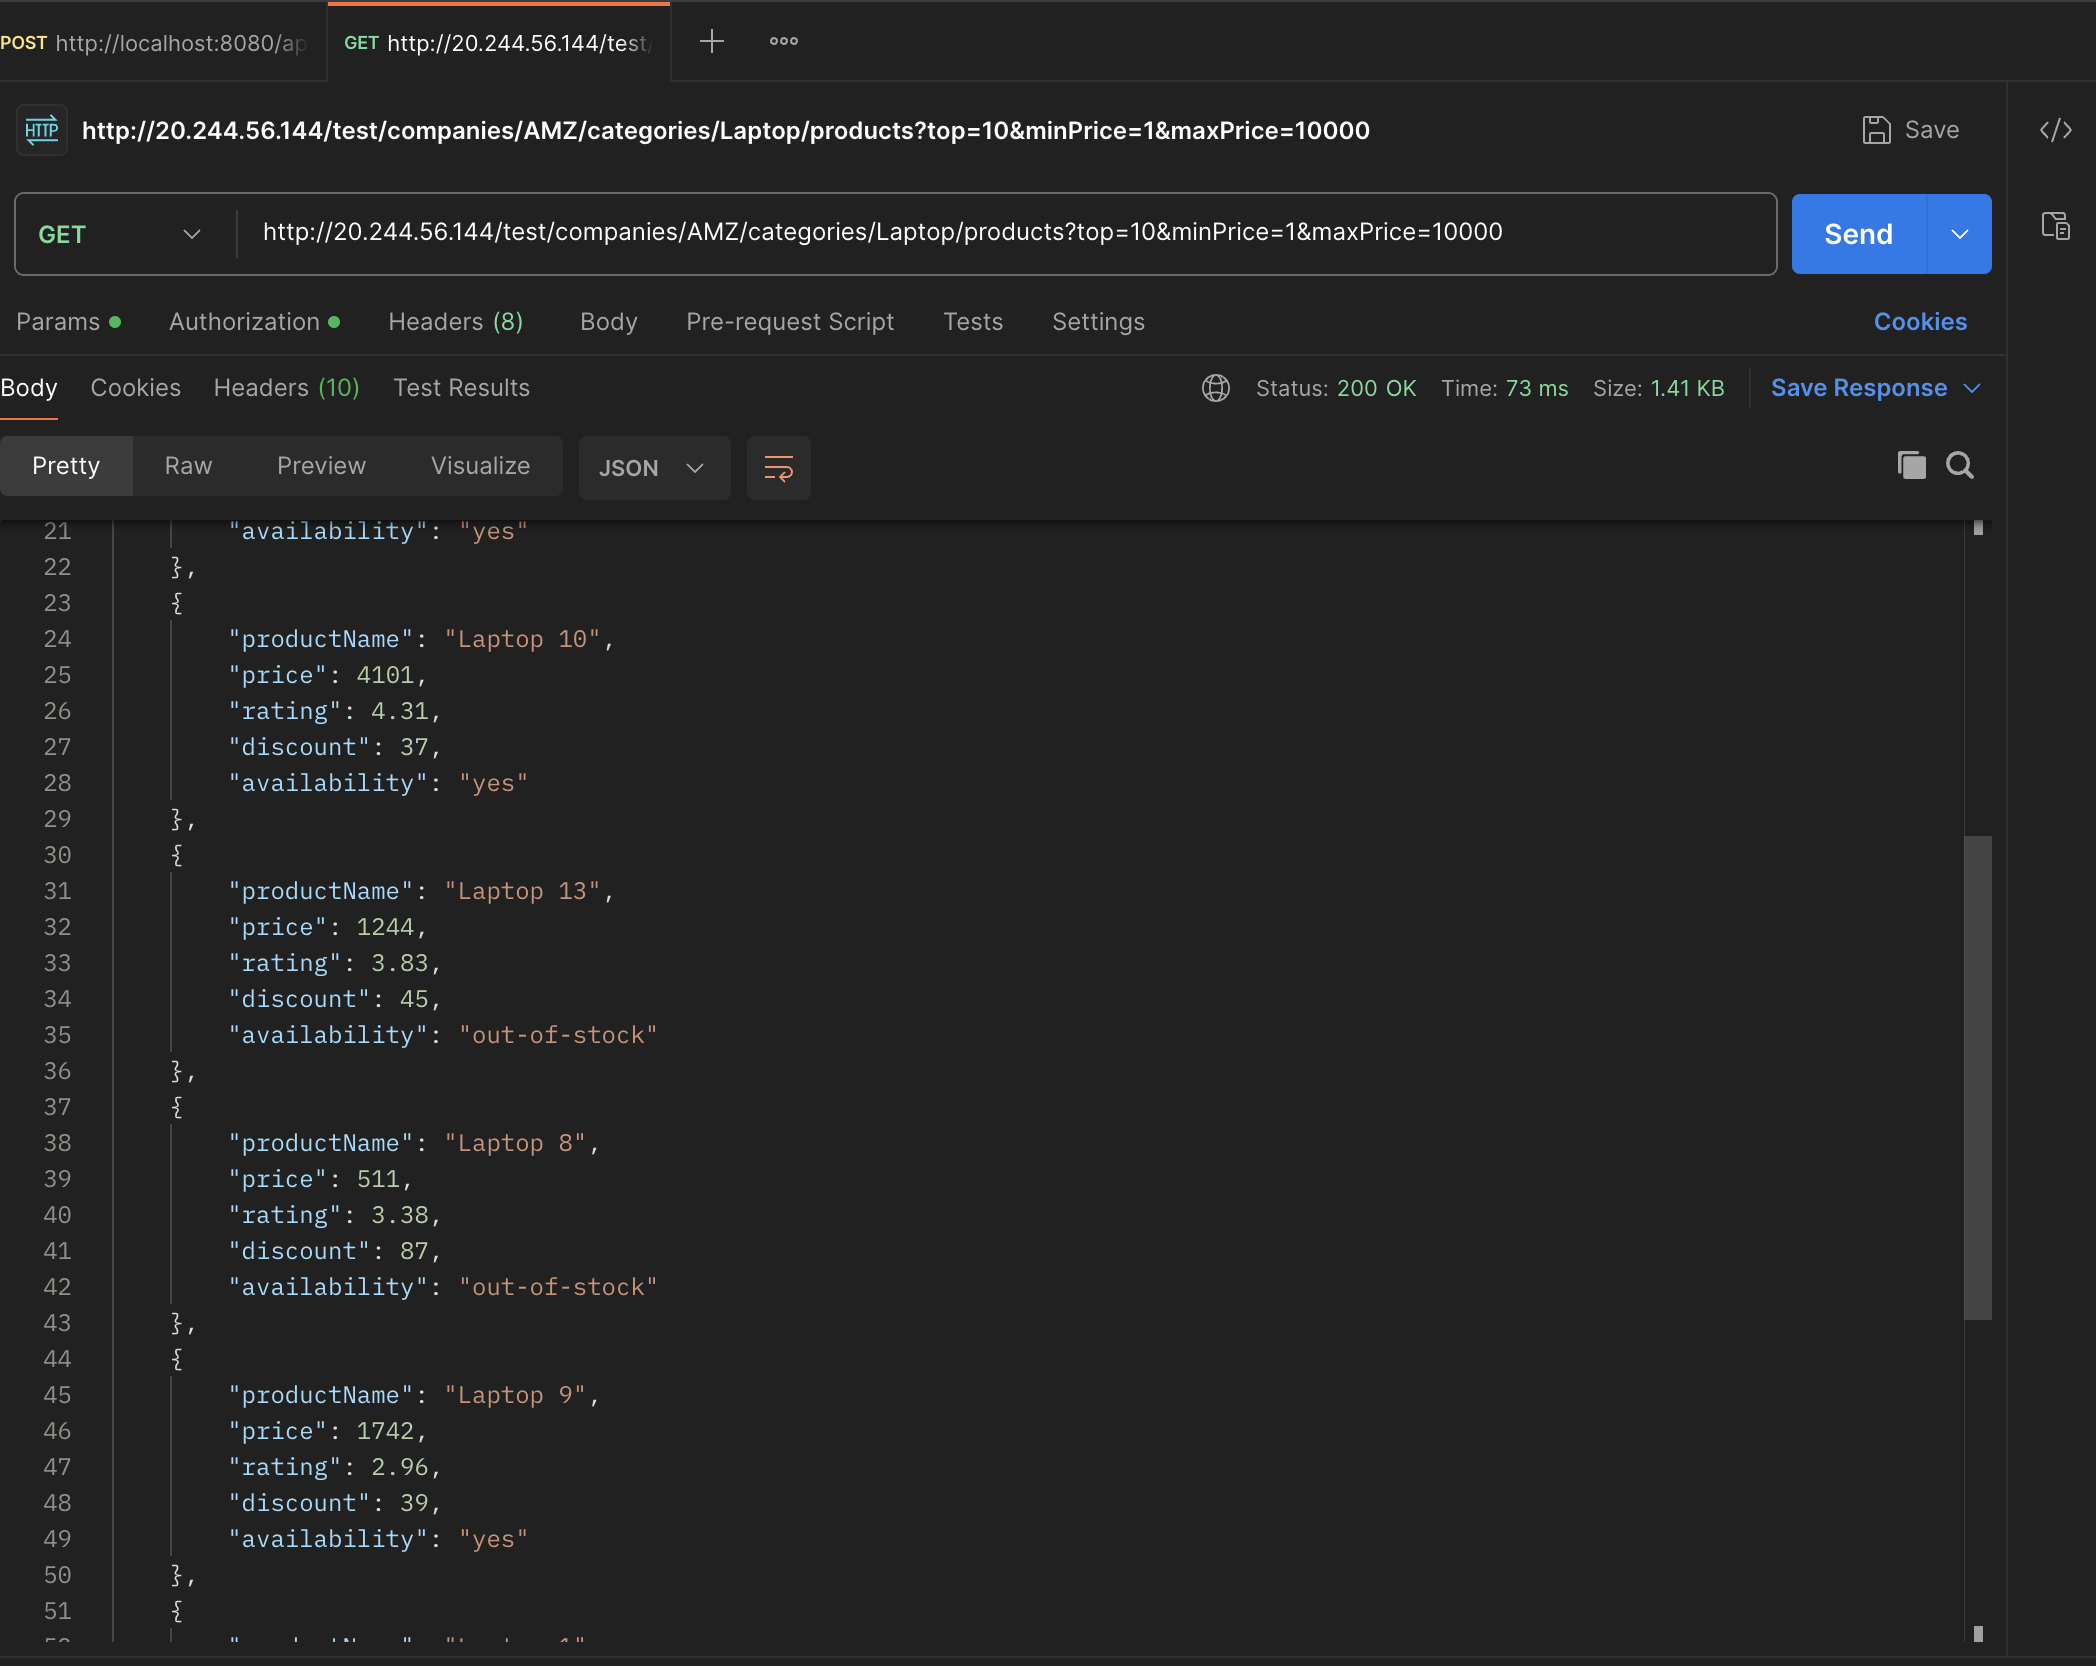 POST http://localhost:8080/ap
GET http://20.244.56.144/test/
HTTP http://20.244.56.144/test/companies/AMZ/categories/Laptop/products?top=10&minPrice=1&maxPrice=10000
Save
GET http://20.244.56.144/test/companies/AMZ/categories/Laptop/products?top=10&minPrice=1&maxPrice=10000
Send
Params Authorization Headers (8) Body Pre-request Script Tests Settings Cookies
Body Cookies Headers (10) Test Results Status: 200 OK Time: 73 ms Size: 1.41 KB Save Response
Pretty Raw Preview Visualize JSON
21 "availability": "yes"
22 },
23 {
24 "productName": "Laptop 10",
25 "price": 4101,
26 "rating": 4.31,
27 "discount": 37,
28 "availability": "yes"
29 },
30 {
31 "productName": "Laptop 13",
32 "price": 1244,
33 "rating": 3.83,
34 "discount": 45,
35 "availability": "out-of-stock"
36 },
37 {
38 "productName": "Laptop 8",
39 "price": 511,
40 "rating": 3.38,
41 "discount": 87,
42 "availability": "out-of-stock"
43 },
44 {
45 "productName": "Laptop 9",
46 "price": 1742,
47 "rating": 2.96,
48 "discount": 39,
49 "availability": "yes"
50 },
51 {